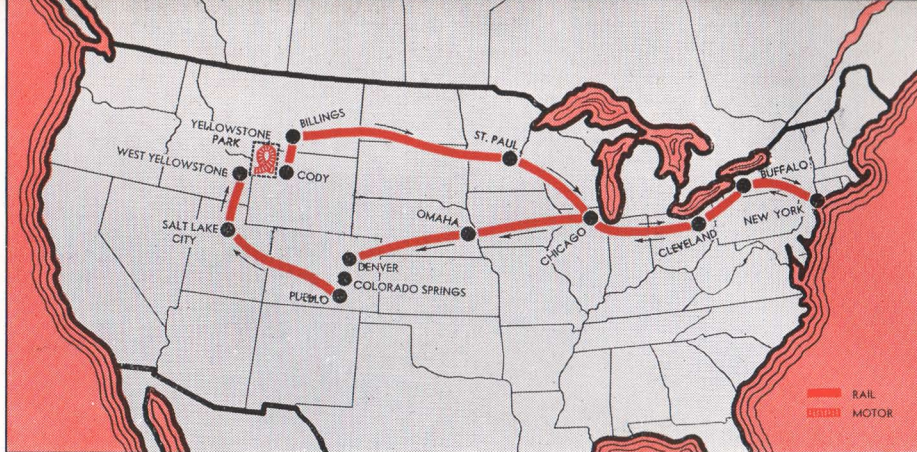 BILLINGS
YELLOWSTONE
PARK
ST. PAUL
WEST YELLOWSTONE
CODY
BUFFALO
OMAHA
NEW YORK
SALT LAKE
CITY
CHICAGO
CLEVELAND
DENVER
COLORADO SPRINGS
PUEBLO
RAIL
MOTOR